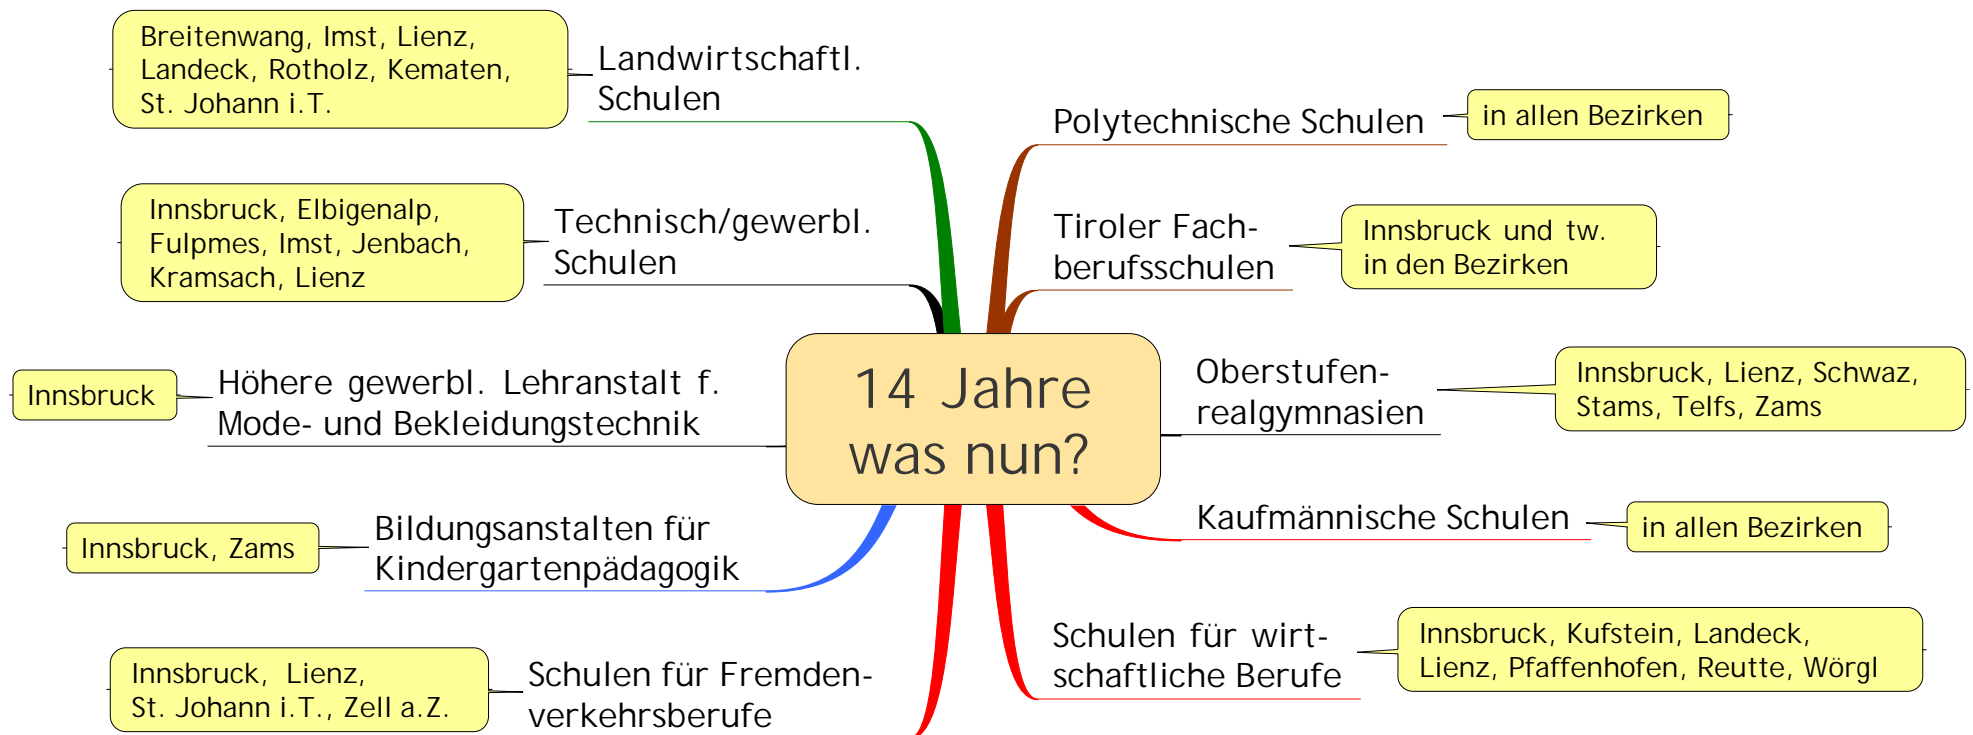 Breitenwang, Imst, Lienz,
Landeck, Rotholz, Kematen,
St. Johann i.T.
Landwirtschaftl.
Schulen
Innsbruck, Elbigenalp,
Fulpmes, Imst, Jenbach,
Kramsach, Lienz
Technisch/gewerbl.
Schulen
Innsbruck
Höhere gewerbl. Lehranstalt f.
Mode- und Bekleidungstechnik
Innsbruck, Zams
Bildungsanstalten für
Kindergartenpädagogik
Innsbruck, Lienz,
St. Johann i.T., Zell a.Z.
Schulen für Fremden-
verkehrsberufe
14 Jahre
was nun?
Polytechnische Schulen
in allen Bezirken
Tiroler Fach-
berufsschulen
Innsbruck und tw.
in den Bezirken
Oberstufen-
realgymnasien
Innsbruck, Lienz, Schwaz,
Stams, Telfs, Zams
Kaufmännische Schulen
in allen Bezirken
Schulen für wirt-
schaftliche Berufe
Innsbruck, Kufstein, Landeck,
Lienz, Pfaffenhofen, Reutte, Wörgl